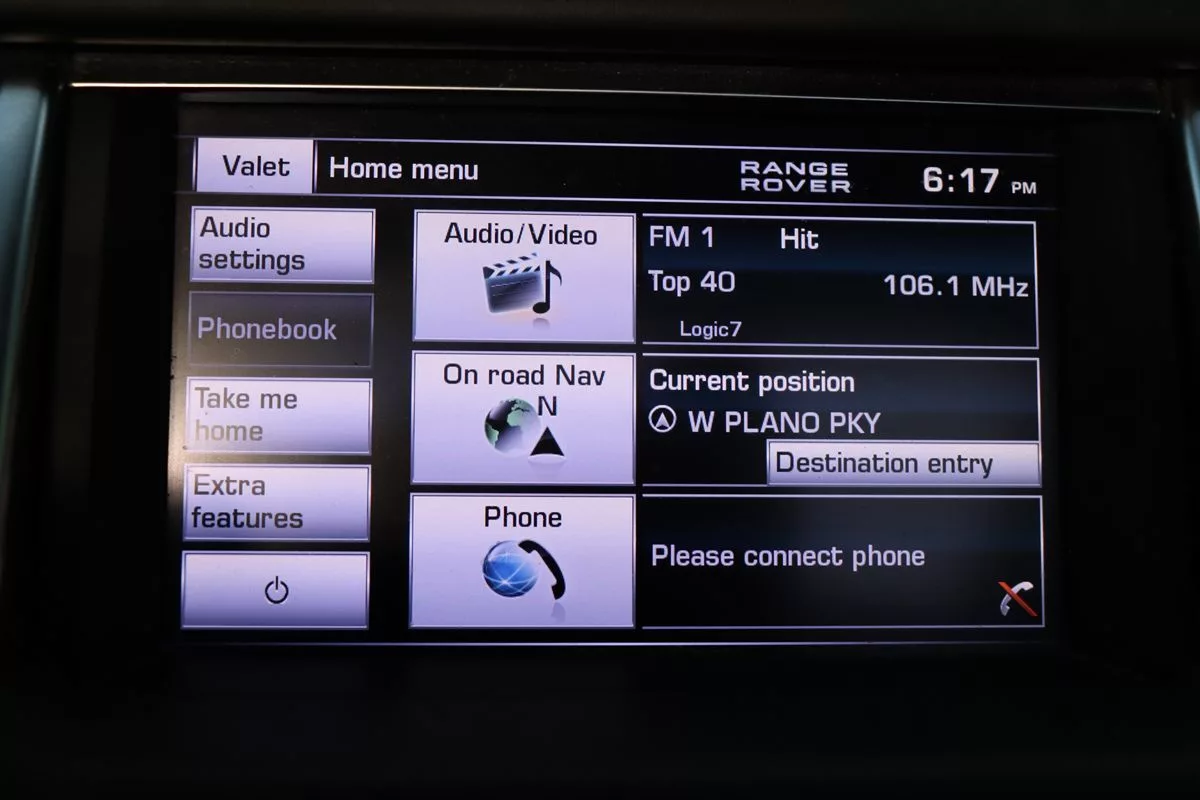 Valet
Home menu
RANGE
ROVER
6:17 PM
Audio
settings
Phonebook
Take me
home
Extra
features
Audio/Video
On road Nav
N
Phone
FM 1 Hit
Top 40 106.1 MHz
Logic7
Current position
W PLANO PKY
Destination entry
Please connect phone